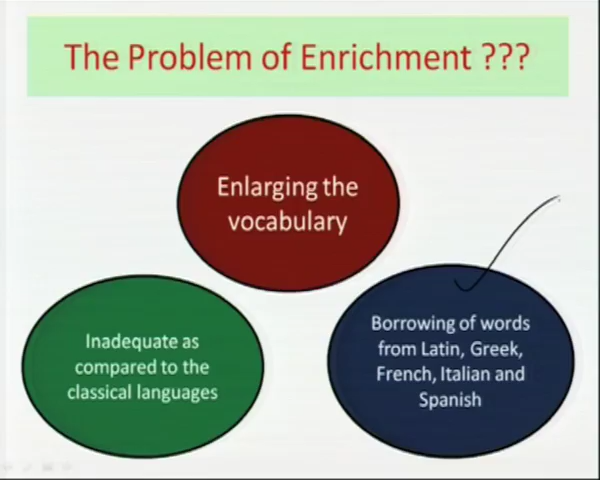 The Problem of Enrichment ???
Enlarging the
vocabulary
Inadequate as
compared to the
classical languages
Borrowing of words
from Latin, Greek,
French, Italian and
Spanish